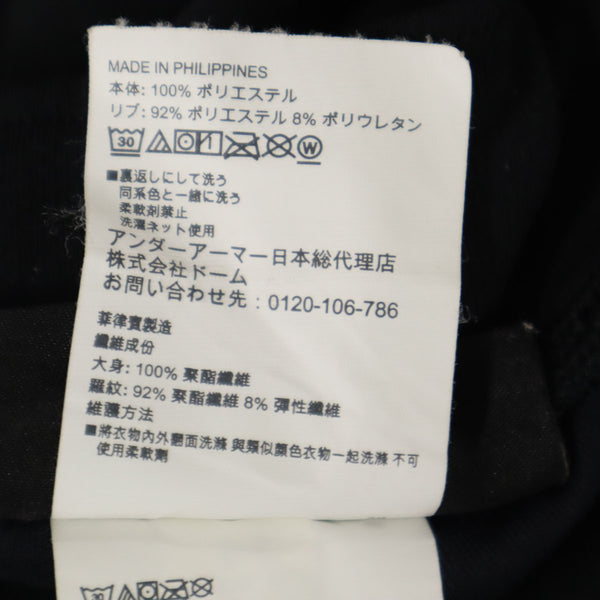 MADE IN PHILIPPINES
本体: 100% ポリエステル
リブ: 92% ポリエステル 8% ポリウレタン
30 W
■裏返しにして洗う
同系色と一緒に洗う
柔軟剤禁止
洗濯ネット使用
アンダーアーマー日本総代理店
株式会社ドーム
お問い合わせ先:0120-106-786
菲律賓製造
纖維成份
大身: 100% 聚酯纖維
羅紋: 92% 聚酯纖維 8% 彈性纖維
維護方法
■將衣物內外翻面洗滌 與類似顏色衣物一起洗滌 不可
使用柔軟劑
30